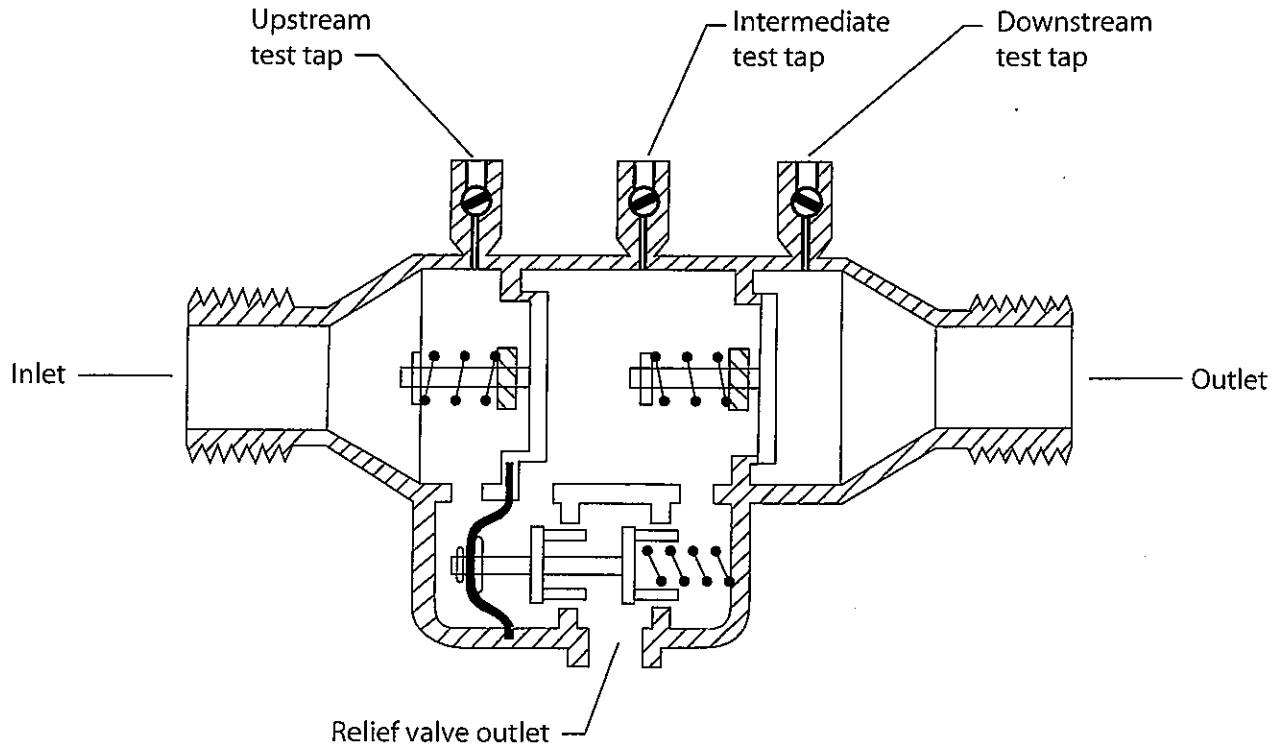 Upstream
test tap
Intermediate
test tap
Downstream
test tap
Inlet
Outlet
Relief valve outlet